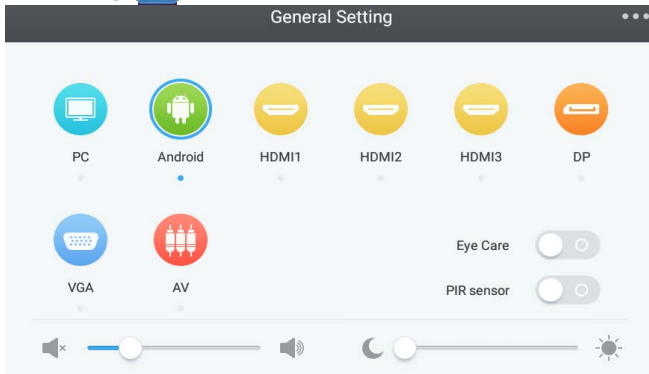 General Setting
PC Android HDMI1 HDMI2 HDMI3 DP
Eye Care
VGA AV
PIR sensor